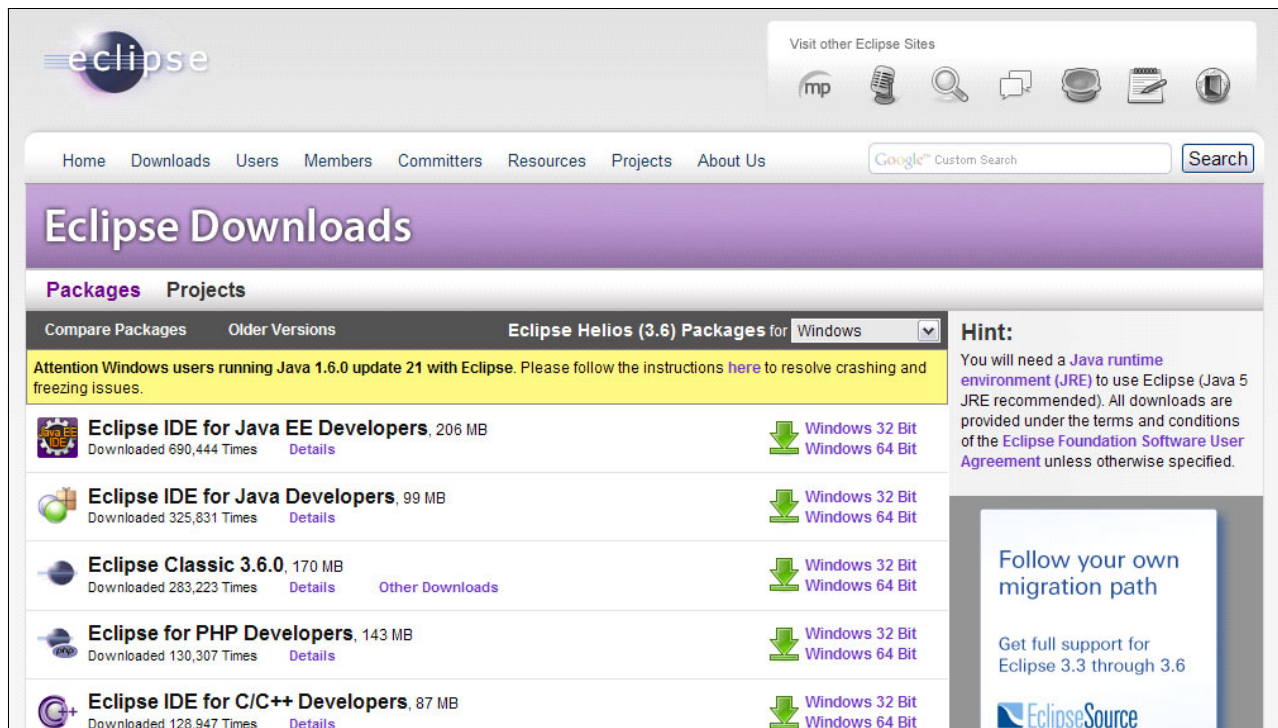 eclipse
Visit other Eclipse Sites
mp
Home Downloads Users Members Committers Resources Projects About Us
Google™ Custom Search
Search
Eclipse Downloads
Packages Projects
Compare Packages Older Versions Eclipse Helios (3.6) Packages for Windows
Attention Windows users running Java 1.6.0 update 21 with Eclipse. Please follow the instructions here to resolve crashing and
freezing issues.
Java EE
IDE
Eclipse IDE for Java EE Developers, 206 MB
Downloaded 690,444 Times Details
Windows 32 Bit
Windows 64 Bit
Eclipse IDE for Java Developers, 99 MB
Downloaded 325,831 Times Details
Windows 32 Bit
Windows 64 Bit
Eclipse Classic 3.6.0, 170 MB
Downloaded 283,223 Times Details Other Downloads
Windows 32 Bit
Windows 64 Bit
php
Eclipse for PHP Developers, 143 MB
Downloaded 130,307 Times Details
Windows 32 Bit
Windows 64 Bit
C++
Eclipse IDE for C/C++ Developers, 87 MB
Downloaded 128,947 Times Details
Windows 32 Bit
Windows 64 Bit
Hint:
You will need a Java runtime
environment (JRE) to use Eclipse (Java 5
JRE recommended). All downloads are
provided under the terms and conditions
of the Eclipse Foundation Software User
Agreement unless otherwise specified.
Follow your own
migration path
Get full support for
Eclipse 3.3 through 3.6
EclipseSource